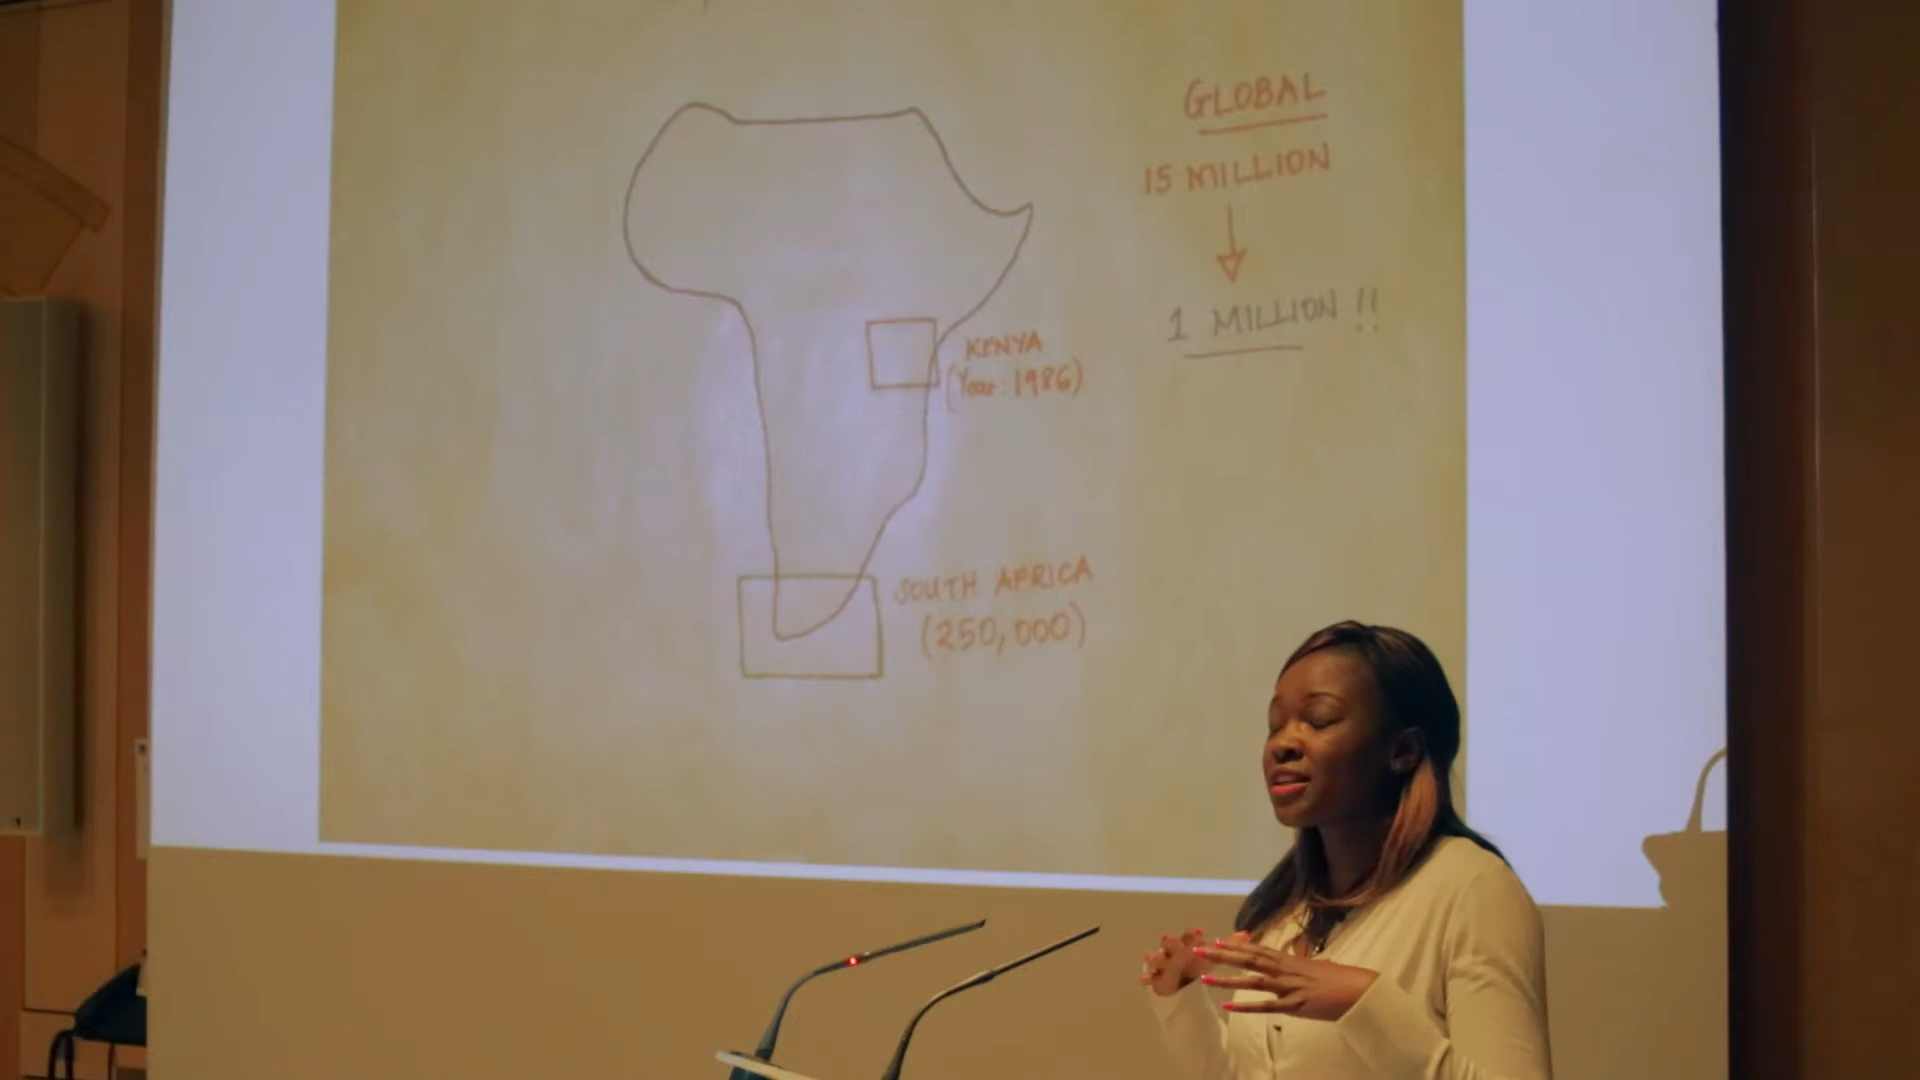 GLOBAL
15 MILLION
1 MILLION !!
KENYA
(Year: 1986)
SOUTH AFRICA
(250,000)